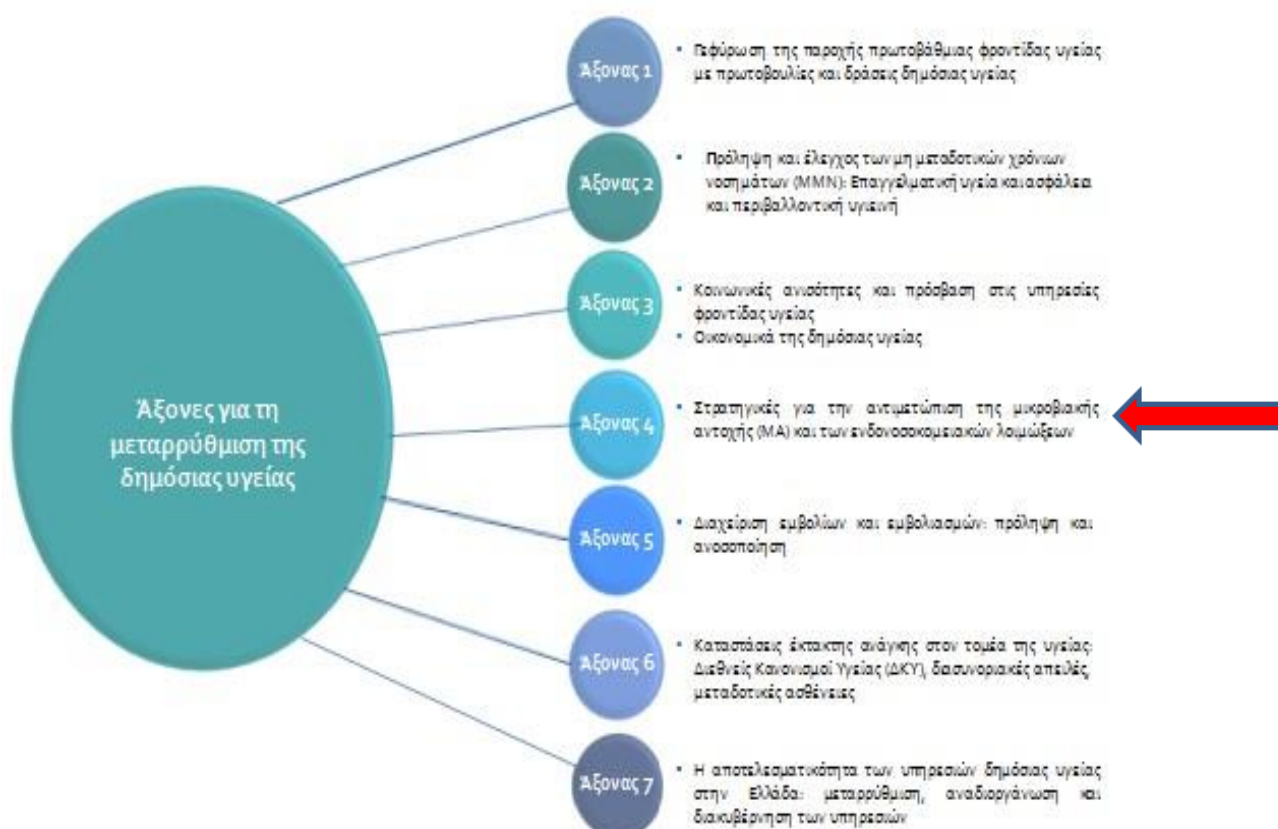 Άξονες για τη
μεταρρύθμιση της
δημόσιας υγείας
Άξονας 1
• Γεφύρωση της παροχής πρωτοβάθμιας φροντίδας υγείας
με πρωτοβουλίες και δράσεις δημόσιας υγείας
Άξονας 2
• Πρόληψη και έλεγχος των μη μεταδοτικών χρόνιων
νοσημάτων (ΜΜΝ): Επαγγελματική υγεία και ασφάλεια
και περιβαλλοντική υγιεινή
Άξονας 3
• Κοινωνικές ανισότητες και πρόσβαση στις υπηρεσίες
φροντίδας υγείας
• Οικονομικά της δημόσιας υγείας
Άξονας 4
• Στρατηγικές για την αντιμετώπιση της μικροβιακής
αντοχής (ΜΑ) και των ενδονοσοκομειακών λοιμώξεων
Άξονας 5
• Διαχείριση εμβολίων και εμβολιασμών: πρόληψη και
ανοσοποίηση
Άξονας 6
• Καταστάσεις έκτακτης ανάγκης στον τομέα της υγείας:
Διεθνείς Κανονισμοί Υγείας (ΔΚΥ), διασυνοριακές απειλές,
μεταδοτικές ασθένειες
Άξονας 7
• Η αποτελεσματικότητα των υπηρεσιών δημόσιας υγείας
στην Ελλάδα: μεταρρύθμιση, αναδιοργάνωση και
διακυβέρνηση των υπηρεσιών